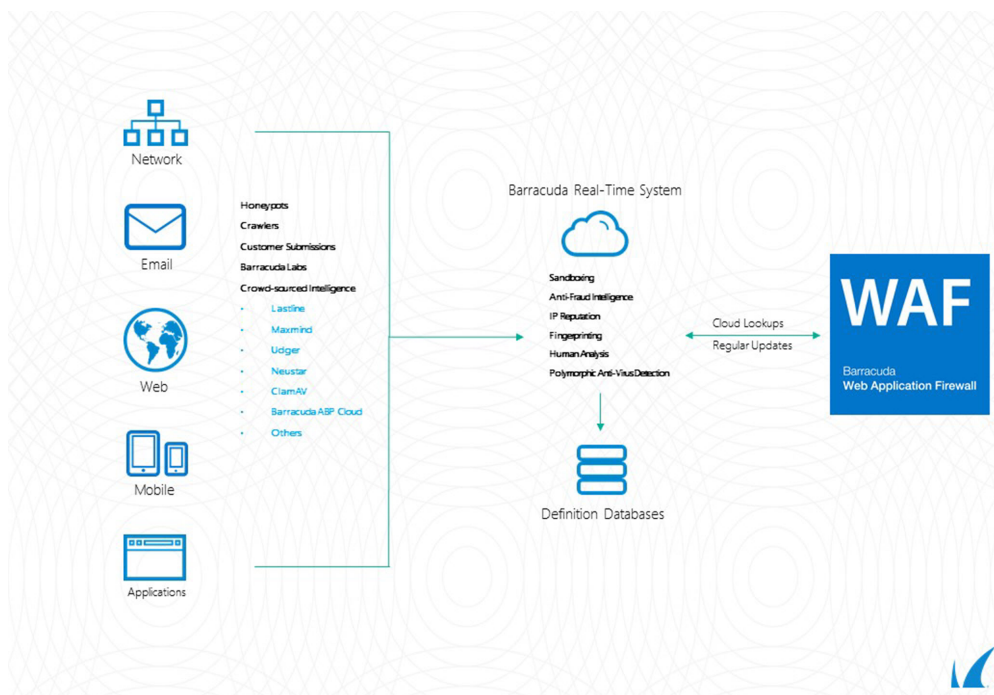 Network
Email
Web
Mobile
Applications
Honeypots
Crawlers
Customer Submissions
Barracuda Labs
Crowd-sourced Intelligence
• Lastline
• Maxmind
• Udger
• Neustar
• ClamAV
• Barracuda ABP Cloud
• Others
Barracuda Real-Time System
Sandboxing
Anti-Fraud Intelligence
IP Reputation
Fingerprinting
Human Analysis
Polymorphic Anti-Virus Detection
Definition Databases
Cloud Lookups
Regular Updates
WAF
Barracuda
Web Application Firewall